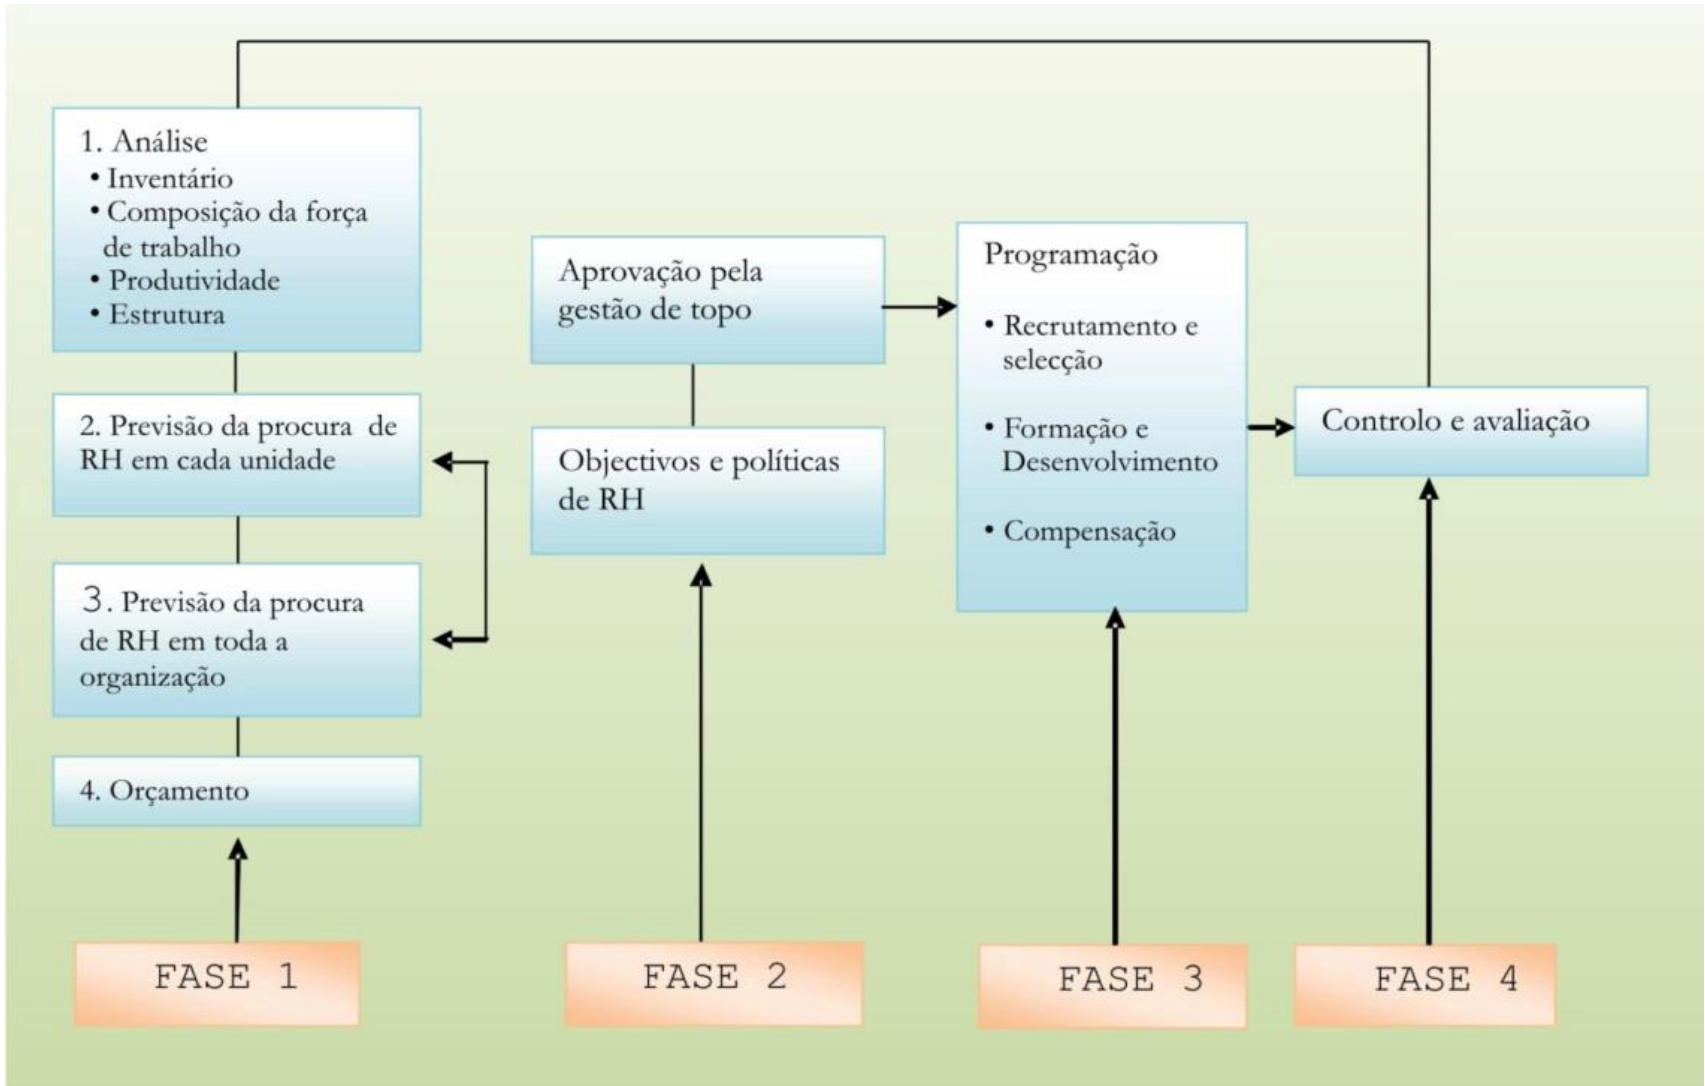 1. Análise
• Inventário
• Composição da força
de trabalho
• Produtividade
• Estrutura
2. Previsão da procura de
RH em cada unidade
3. Previsão da procura
de RH em toda a
organização
4. Orçamento
FASE 1
Aprovação pela
gestão de topo
Objectivos e políticas
de RH
FASE 2
Programação
• Recrutamento e
selecção
• Formação e
Desenvolvimento
• Compensação
FASE 3
Controlo e avaliação
FASE 4